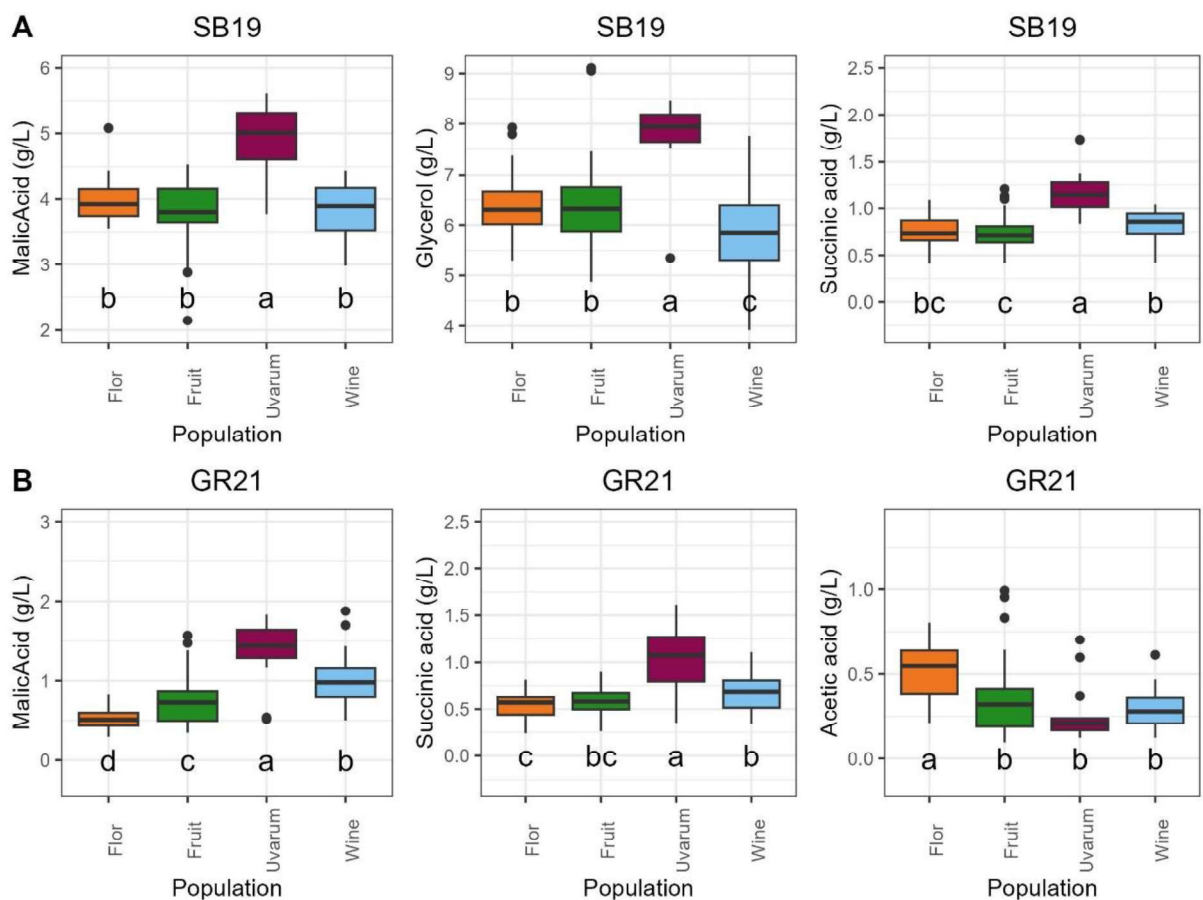 A
SB19
SB19
SB19
MalicAcid (g/L)
6
5
4
3
2
b
b
a
b
Flor
Fruit
Uvarum
Wine
Population
Glycerol (g/L)
9
8
7
6
5
4
b
b
a
c
Flor
Fruit
Uvarum
Wine
Population
Succinic acid (g/L)
2.5
2.0
1.5
1.0
0.5
0.0
bc
c
a
b
Flor
Fruit
Uvarum
Wine
Population
B
GR21
GR21
GR21
MalicAcid (g/L)
3
2
1
0
d
c
a
b
Flor
Fruit
Uvarum
Wine
Population
Succinic acid (g/L)
2.5
2.0
1.5
1.0
0.5
0.0
c
bc
a
b
Flor
Fruit
Uvarum
Wine
Population
Acetic acid (g/L)
1.0
0.5
0.0
a
b
b
b
Flor
Fruit
Uvarum
Wine
Population